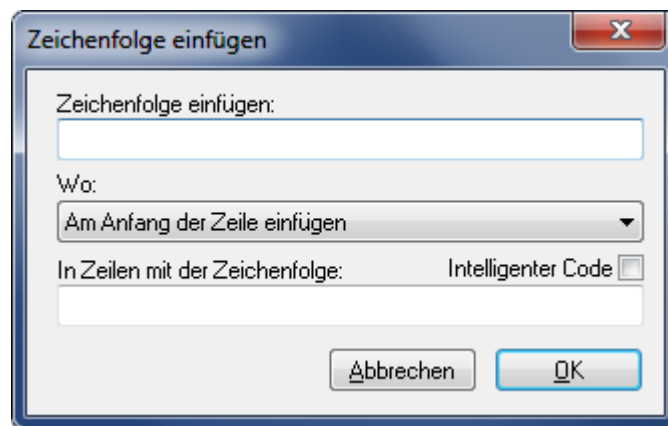 Zeichenfolge einfügen
Zeichenfolge einfügen:
Wo:
Am Anfang der Zeile einfügen
In Zeilen mit der Zeichenfolge: Intelligenter Code
Abbrechen OK